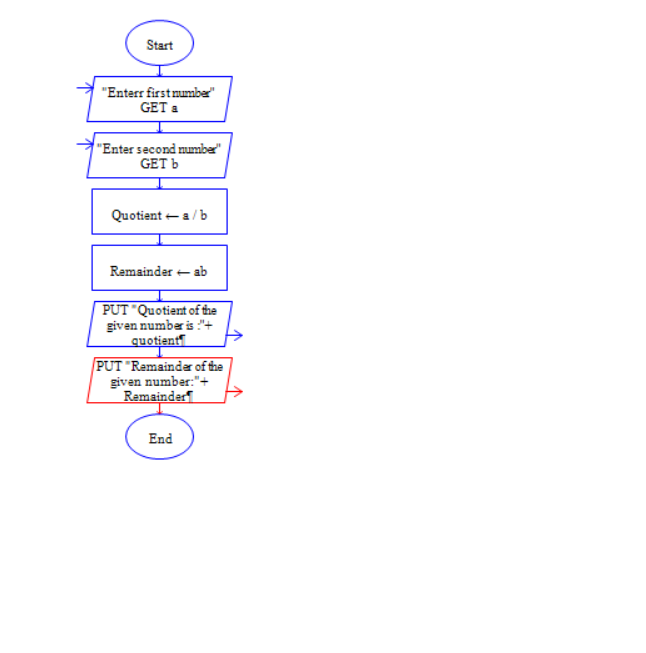 Start
"Enterr first number"
GET a
"Enter second number"
GET b
Quotient ← a / b
Remainder ← ab
PUT "Quotient of the
given number is :"+
quotient¶
PUT "Remainder of the
given number:"+
Remainder¶
End